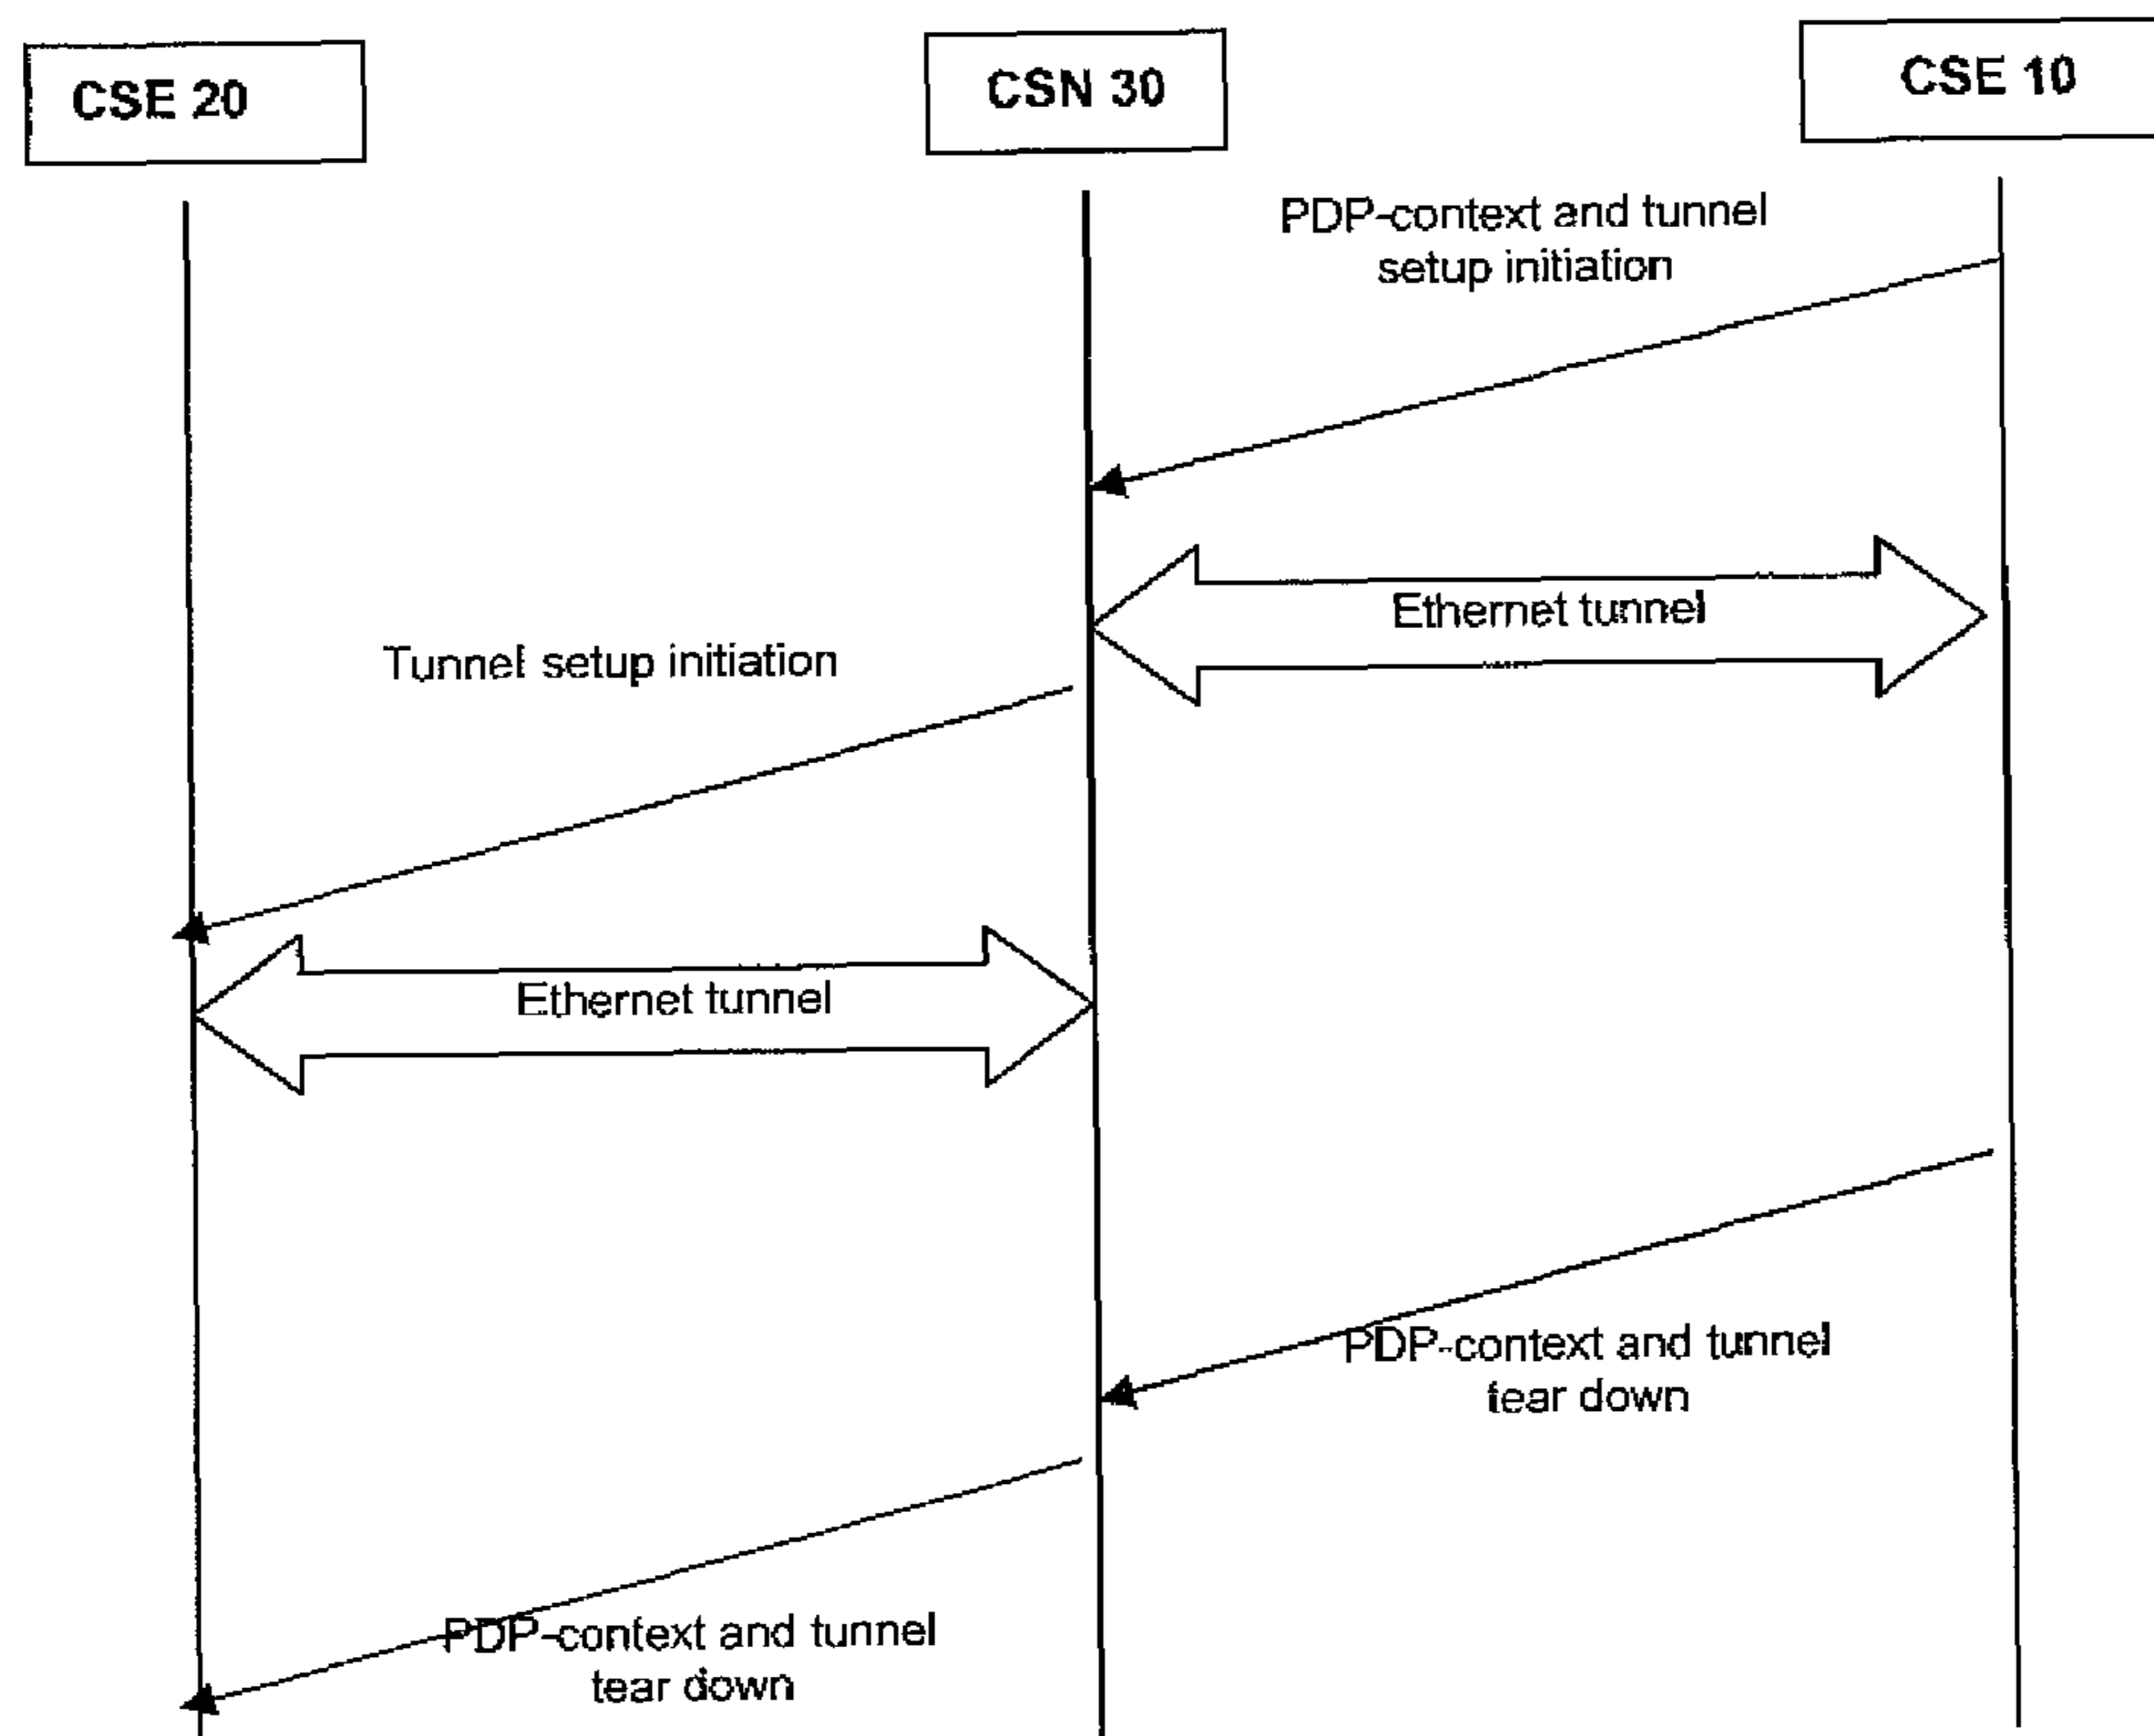 CSE 20
CSN 30
CSE 10
PDP-context and tunnel
setup initiation
Ethernet tunnel
Tunnel setup initiation
Ethernet tunnel
PDP-context and tunnel
tear down
PDP-context and tunnel
tear down